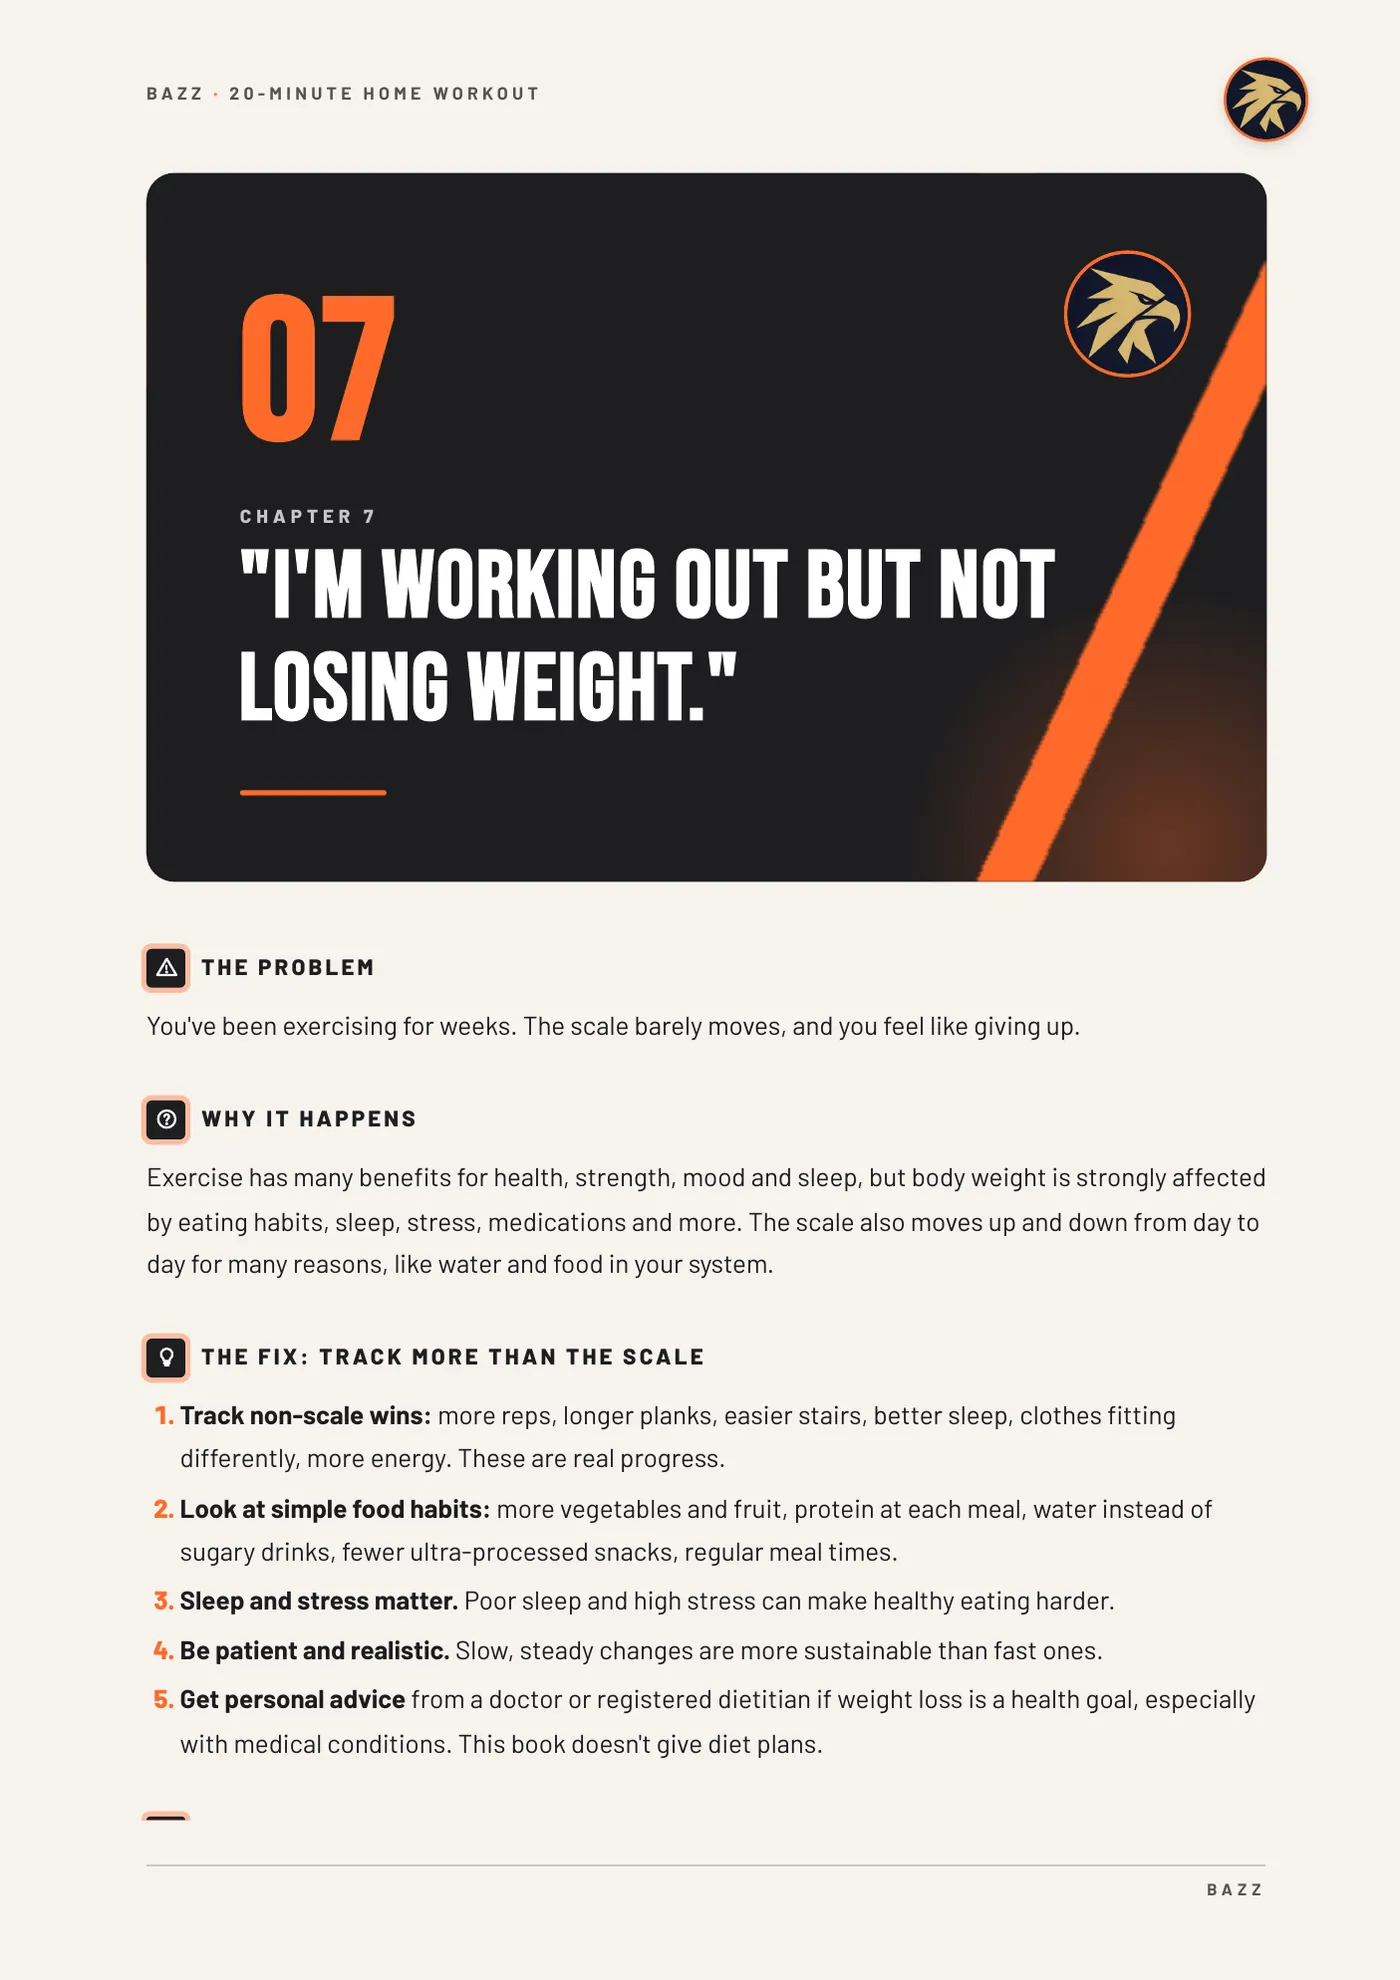 BAZZ · 20-MINUTE HOME WORKOUT
07
CHAPTER 7
"I'M WORKING OUT BUT NOT
LOSING WEIGHT."
THE PROBLEM
You've been exercising for weeks. The scale barely moves, and you feel like giving up.
WHY IT HAPPENS
Exercise has many benefits for health, strength, mood and sleep, but body weight is strongly affected
by eating habits, sleep, stress, medications and more. The scale also moves up and down from day to
day for many reasons, like water and food in your system.
THE FIX: TRACK MORE THAN THE SCALE
1. Track non-scale wins: more reps, longer planks, easier stairs, better sleep, clothes fitting
differently, more energy. These are real progress.
2. Look at simple food habits: more vegetables and fruit, protein at each meal, water instead of
sugary drinks, fewer ultra-processed snacks, regular meal times.
3. Sleep and stress matter. Poor sleep and high stress can make healthy eating harder.
4. Be patient and realistic. Slow, steady changes are more sustainable than fast ones.
5. Get personal advice from a doctor or registered dietitian if weight loss is a health goal, especially
with medical conditions. This book doesn't give diet plans.
BAZZ